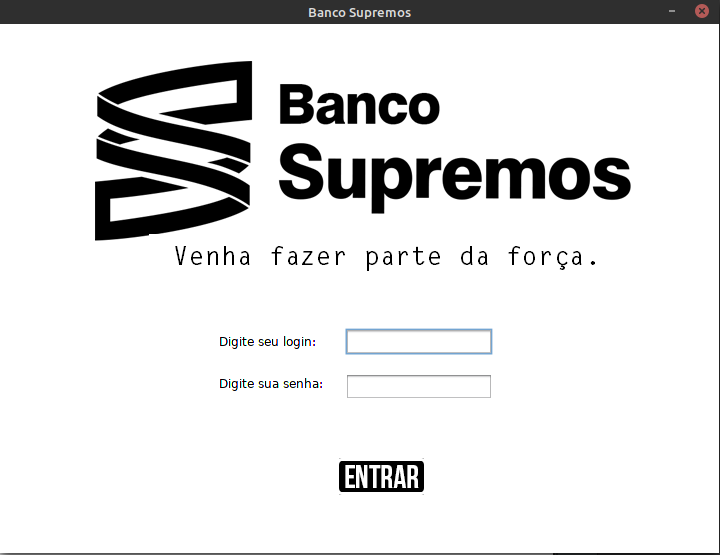 Banco Supremos
Banco
Supremos
Venha fazer parte da força.
Digite seu login:
Digite sua senha:
ENTRAR